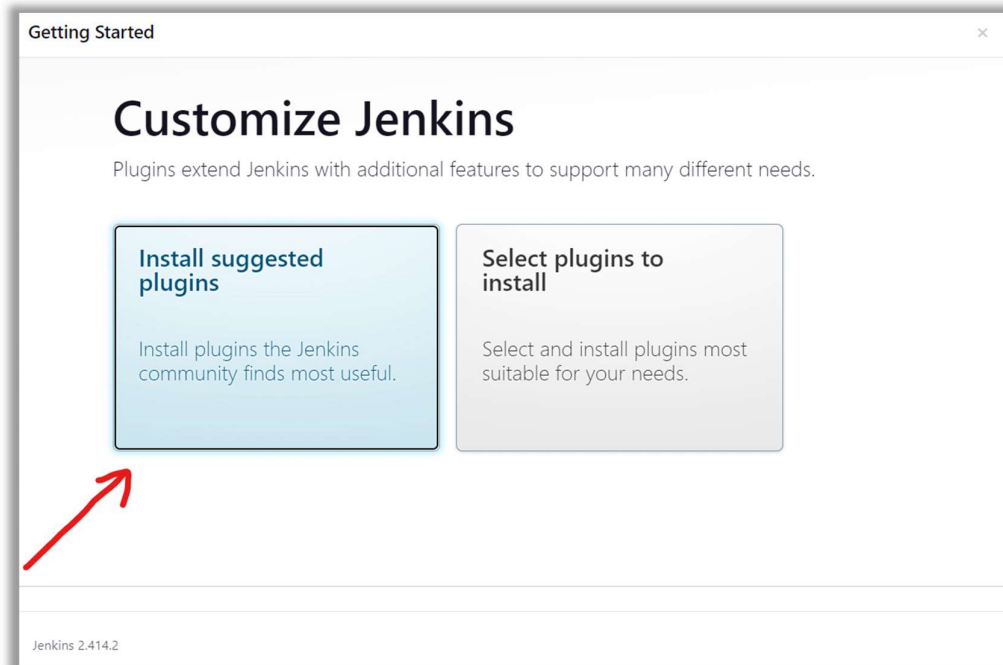 Getting Started
×
Customize Jenkins
Plugins extend Jenkins with additional features to support many different needs.
Install suggested
plugins
Install plugins the Jenkins
community finds most useful.
Select plugins to
install
Select and install plugins most
suitable for your needs.
Jenkins 2.414.2